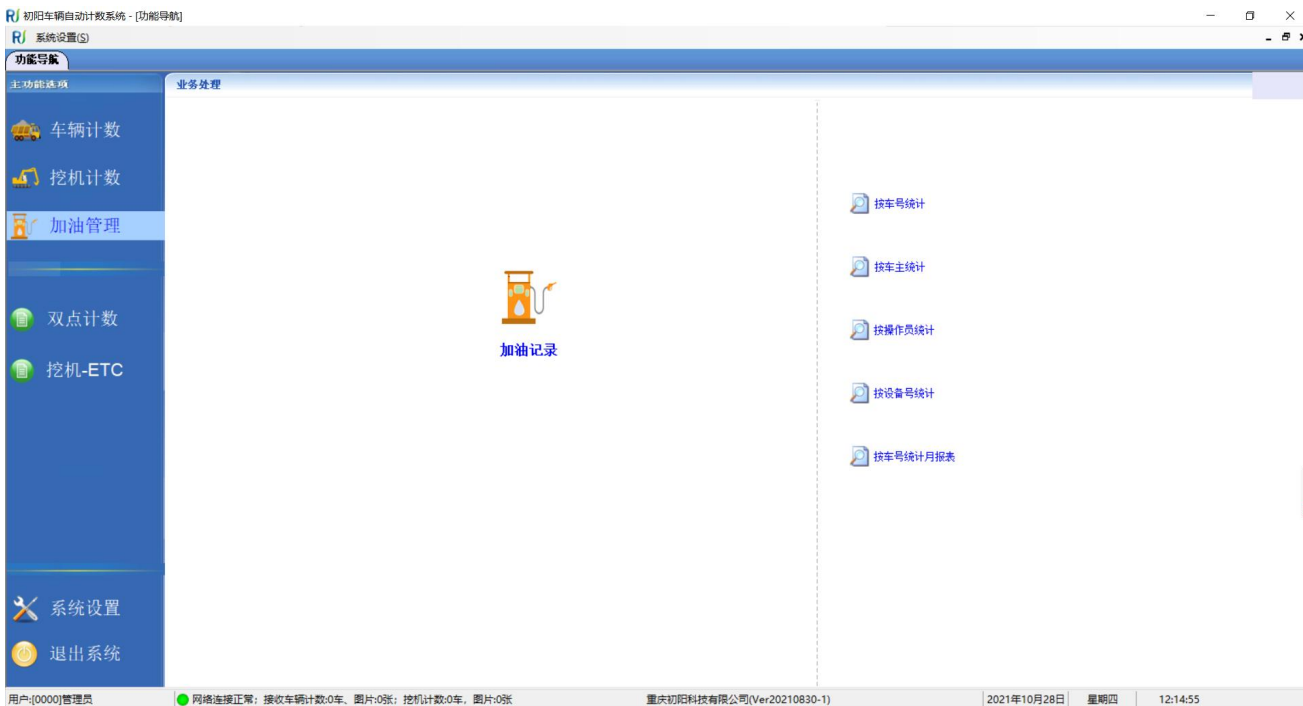 初阳车辆自动计数系统 - [功能导航]
系统设置(S)
功能导航
主功能选项
业务处理
车辆计数
挖机计数
加油管理
双点计数
挖机-ETC
系统设置
退出系统
加油记录
按车号统计
按车主统计
按操作员统计
按设备号统计
按车号统计月报表
用户:[0000]管理员 网络连接正常；接收车辆计数:0车、图片:0张；挖机计数:0车，图片:0张 重庆初阳科技有限公司(Ver20210830-1) 2021年10月28日 星期四 12:14:55